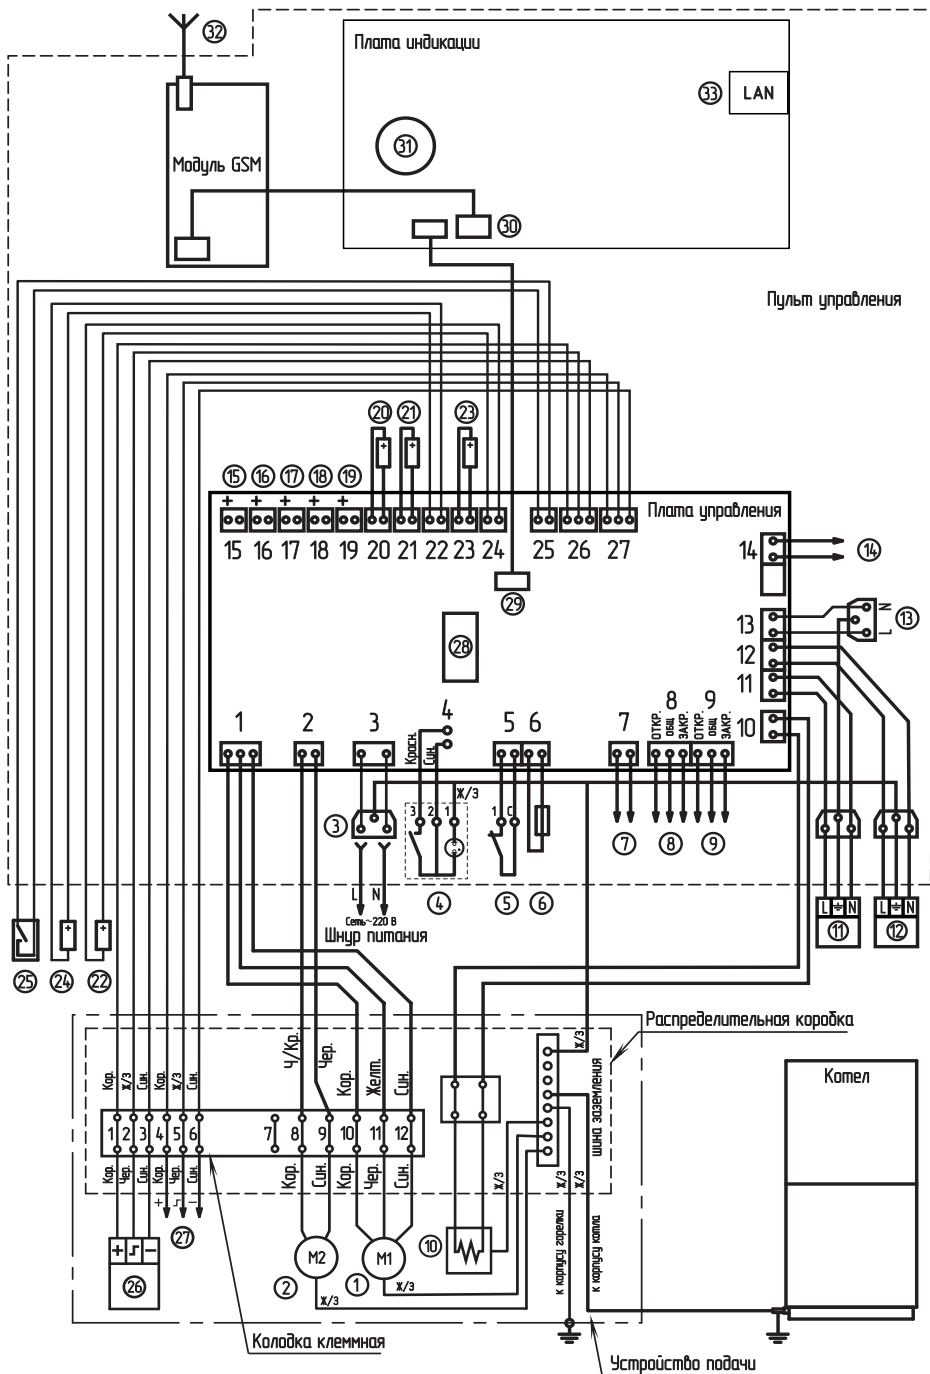 32
Плата индикации
33 LAN
31
Модуль GSM
30
Пульт управления
20 21 23
15 16 17 18 19
+ + + + +
Плата управления
15 16 17 18 19 20 21 22 23 24 25 26 27
14 14
29
13 N L 13
28
12
11
1 2 3 4 5 6 7 8 9 10
Красн. Син.
ОТКР. ОБЩ ЗАКР. ОТКР. ОБЩ ЗАКР.
Ж/З
3 3 2 1 1 С
7 8 9
L N
4 5 6
Сеть~220 В
Шнур питания
L N L N
11 12
25 24 22
Распределительная коробка
Ч/Кр. Чер. Кор. Желт. Син.
Ж/З
Кор. Ж/З Син. Кор. Ж/З Син.
шина заземления
Котел
1 2 3 4 5 6 7 8 9 10 11 12
Кор. Чер. Син. Кор. Чер. Син. Кор. Син. Кор. Чер. Син.
Ж/З Ж/З Ж/З
+ −
27
10
к корпусу горелки
к корпусу котла
+ −
М2 М1
26 2 1
Ж/З Ж/З
Колодка клеммная
Устройство подачи